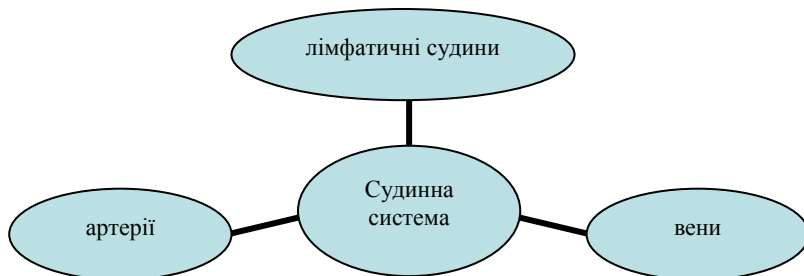 лімфатичні судини
Судинна
система
артерії
вени